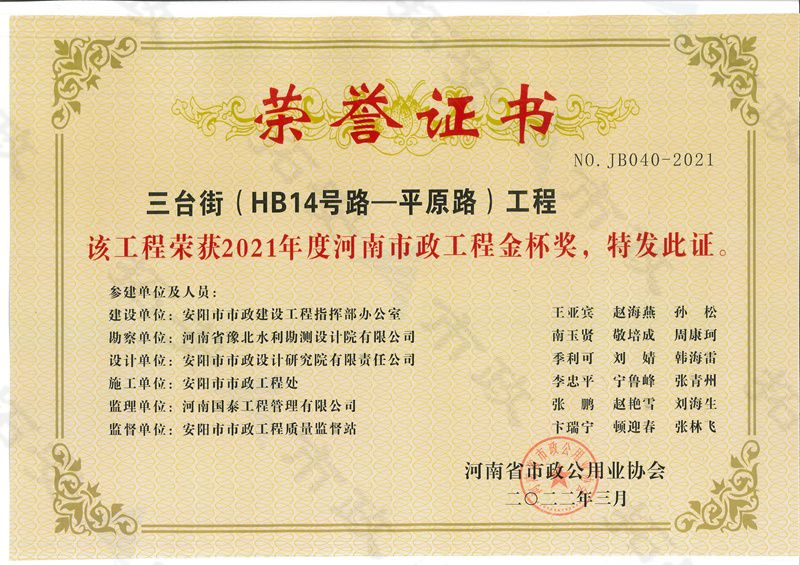 荣誉证书
NO.JB040-2021
三台街（HB14号路—平原路）工程
该工程荣获2021年度河南市政工程金杯奖，特发此证。
参建单位及人员：
建设单位：安阳市市政建设工程指挥部办公室 王亚宾 赵海燕 孙松
勘察单位：河南省豫北水利勘测设计院有限公司 南玉贤 敬培成 周康珂
设计单位：安阳市市政设计研究院有限责任公司 季利可 刘婧 韩海雷
施工单位：安阳市市政工程处 李忠平 宁鲁峰 张青州
监理单位：河南国泰工程管理有限公司 张鹏 赵艳雪 刘海生
监督单位：安阳市市政工程质量监督站 卞瑞宁 顿迎春 张林飞
河南省市政公用业协会
二〇二二年三月